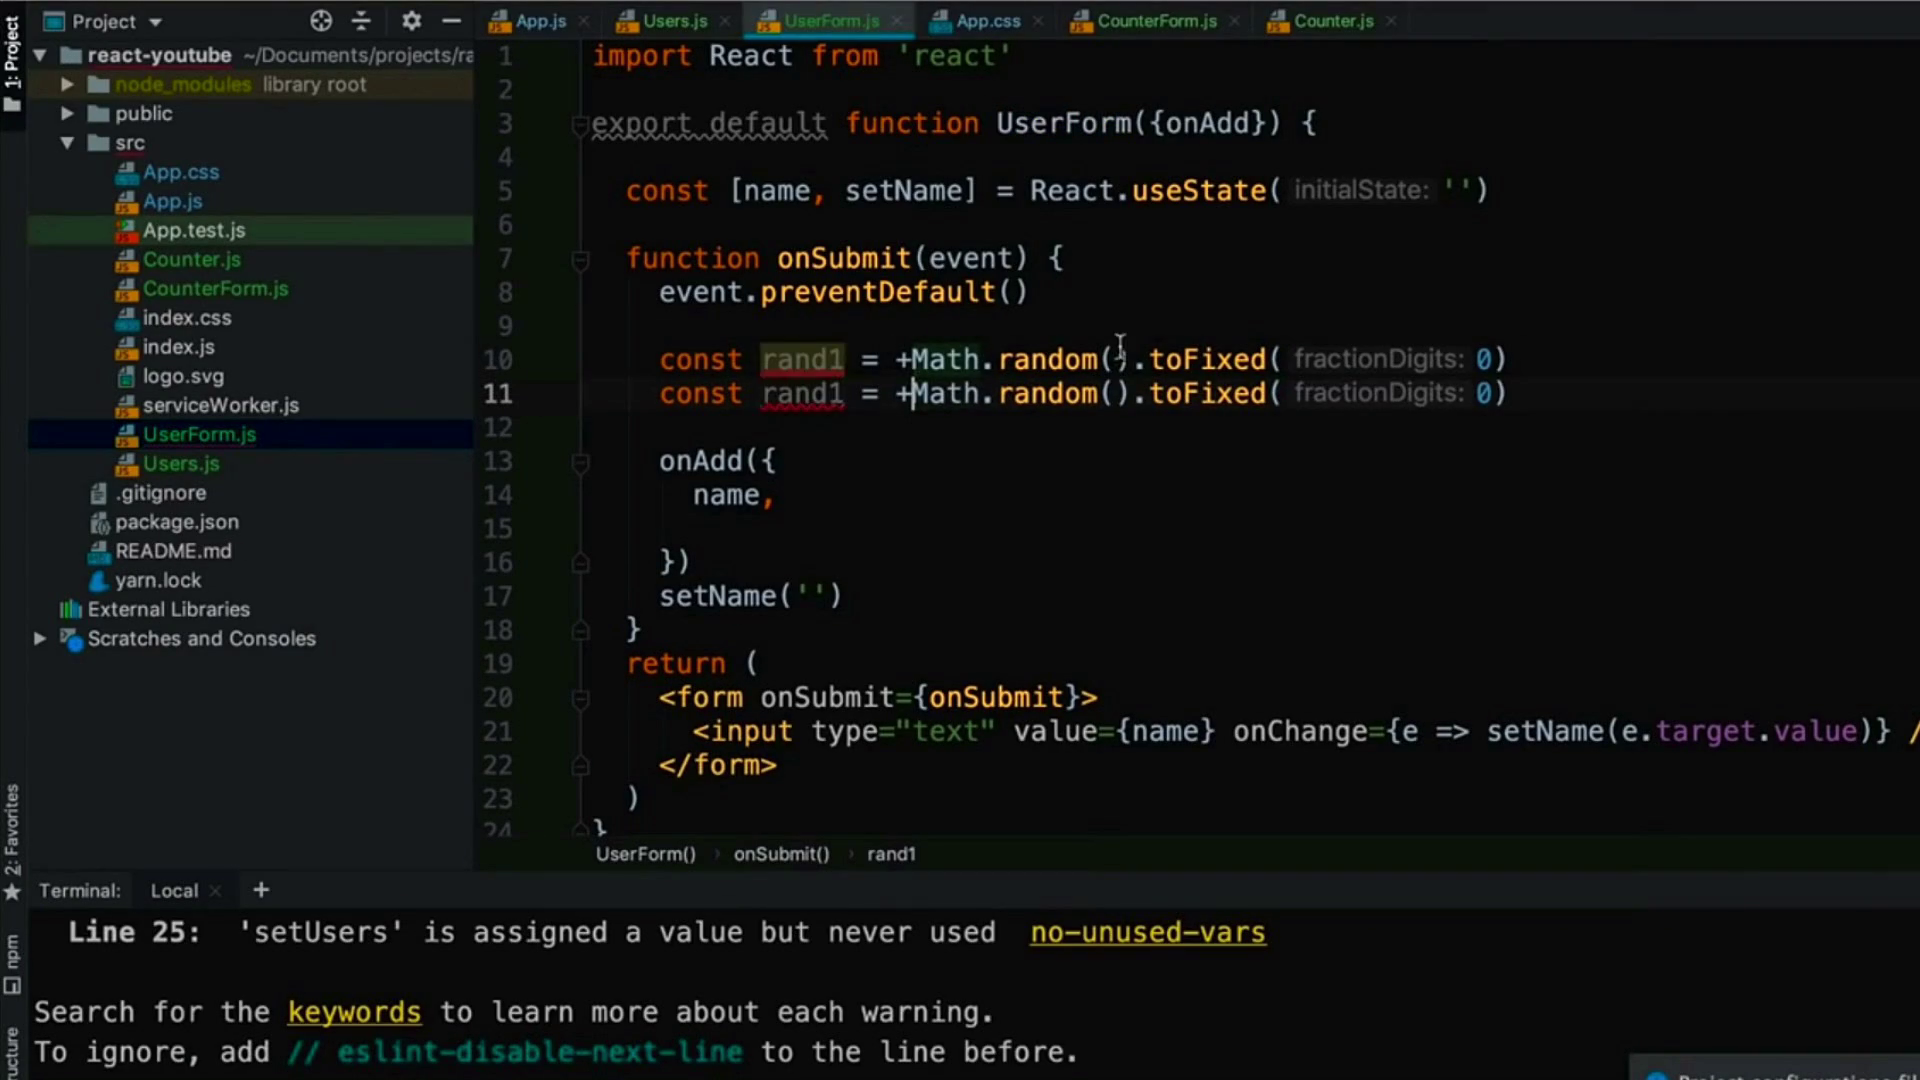 1: Project
Project
react-youtube ~/Documents/projects/ra
node_modules library root
public
src
App.css
App.js
App.test.js
Counter.js
CounterForm.js
index.css
index.js
logo.svg
serviceWorker.js
UserForm.js
Users.js
.gitignore
package.json
README.md
yarn.lock
External Libraries
Scratches and Consoles
App.js Users.js UserForm.js App.css CounterForm.js Counter.js
1 import React from 'react'
2
3 export default function UserForm({onAdd}) {
4
5 const [name, setName] = React.useState( initialState: '')
6
7 function onSubmit(event) {
8 event.preventDefault()
9
10 const rand1 = +Math.random().toFixed( fractionDigits: 0)
11 const rand1 = +Math.random().toFixed( fractionDigits: 0)
12
13 onAdd({
14 name,
15
16 })
17 setName('')
18 }
19 return (
20 <form onSubmit={onSubmit}>
21 <input type="text" value={name} onChange={e => setName(e.target.value)} /
22 </form>
23 )
24 }
UserForm() › onSubmit() › rand1
2: Favorites
npm
ructure
Terminal: Local +
Line 25: 'setUsers' is assigned a value but never used no-unused-vars
Search for the keywords to learn more about each warning.
To ignore, add // eslint-disable-next-line to the line before.